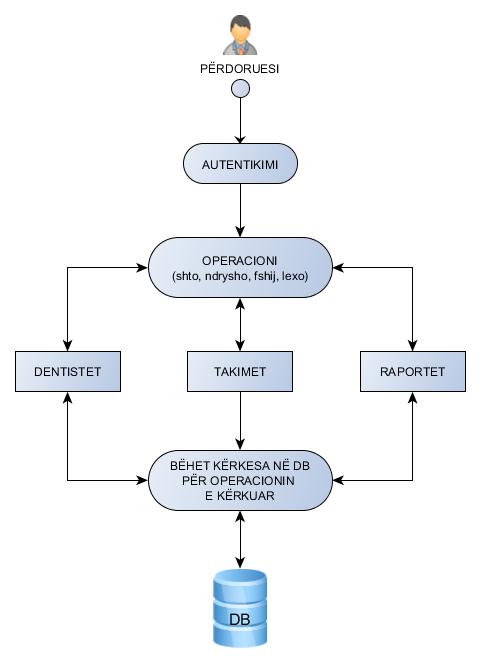 PËRDORUESI
AUTENTIKIMI
OPERACIONI
(shto, ndrysho, fshij, lexo)
DENTISTET
TAKIMET
RAPORTET
BËHET KËRKESA NË DB
PËR OPERACIONIN
E KËRKUAR
DB